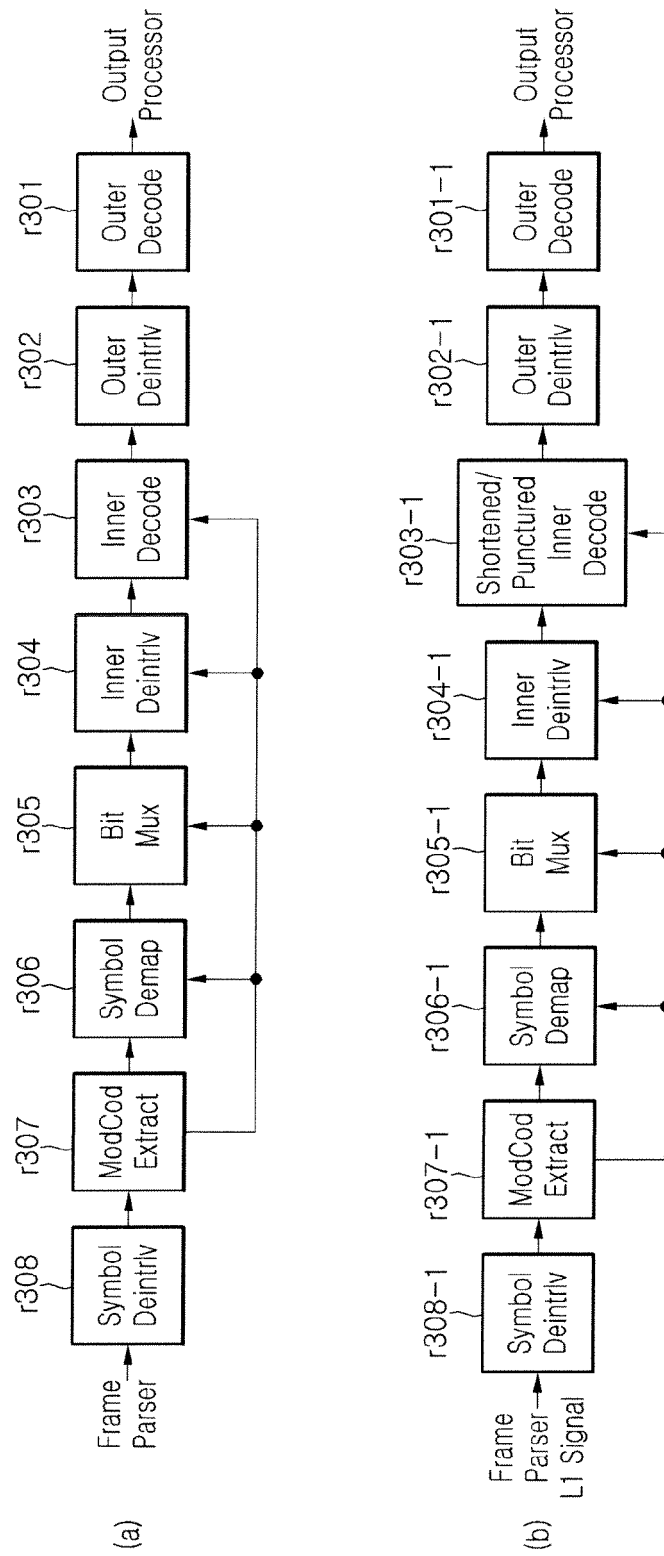 (a)
Frame
Parser
r308
Symbol
Deintrlv
r307
ModCod
Extract
r306
Symbol
Demap
r305
Bit
Mux
r304
Inner
Deintrlv
r303
Inner
Decode
r302
Outer
Deintrlv
r301
Outer
Decode
Output
Processor
(b)
Frame
Parser
L1 Signal
r308-1
Symbol
Deintrlv
r307-1
ModCod
Extract
r306-1
Symbol
Demap
r305-1
Bit
Mux
r304-1
Inner
Deintrlv
r303-1
Shortened/
Punctured
Inner
Decode
r302-1
Outer
Deintrlv
r301-1
Outer
Decode
Output
Processor